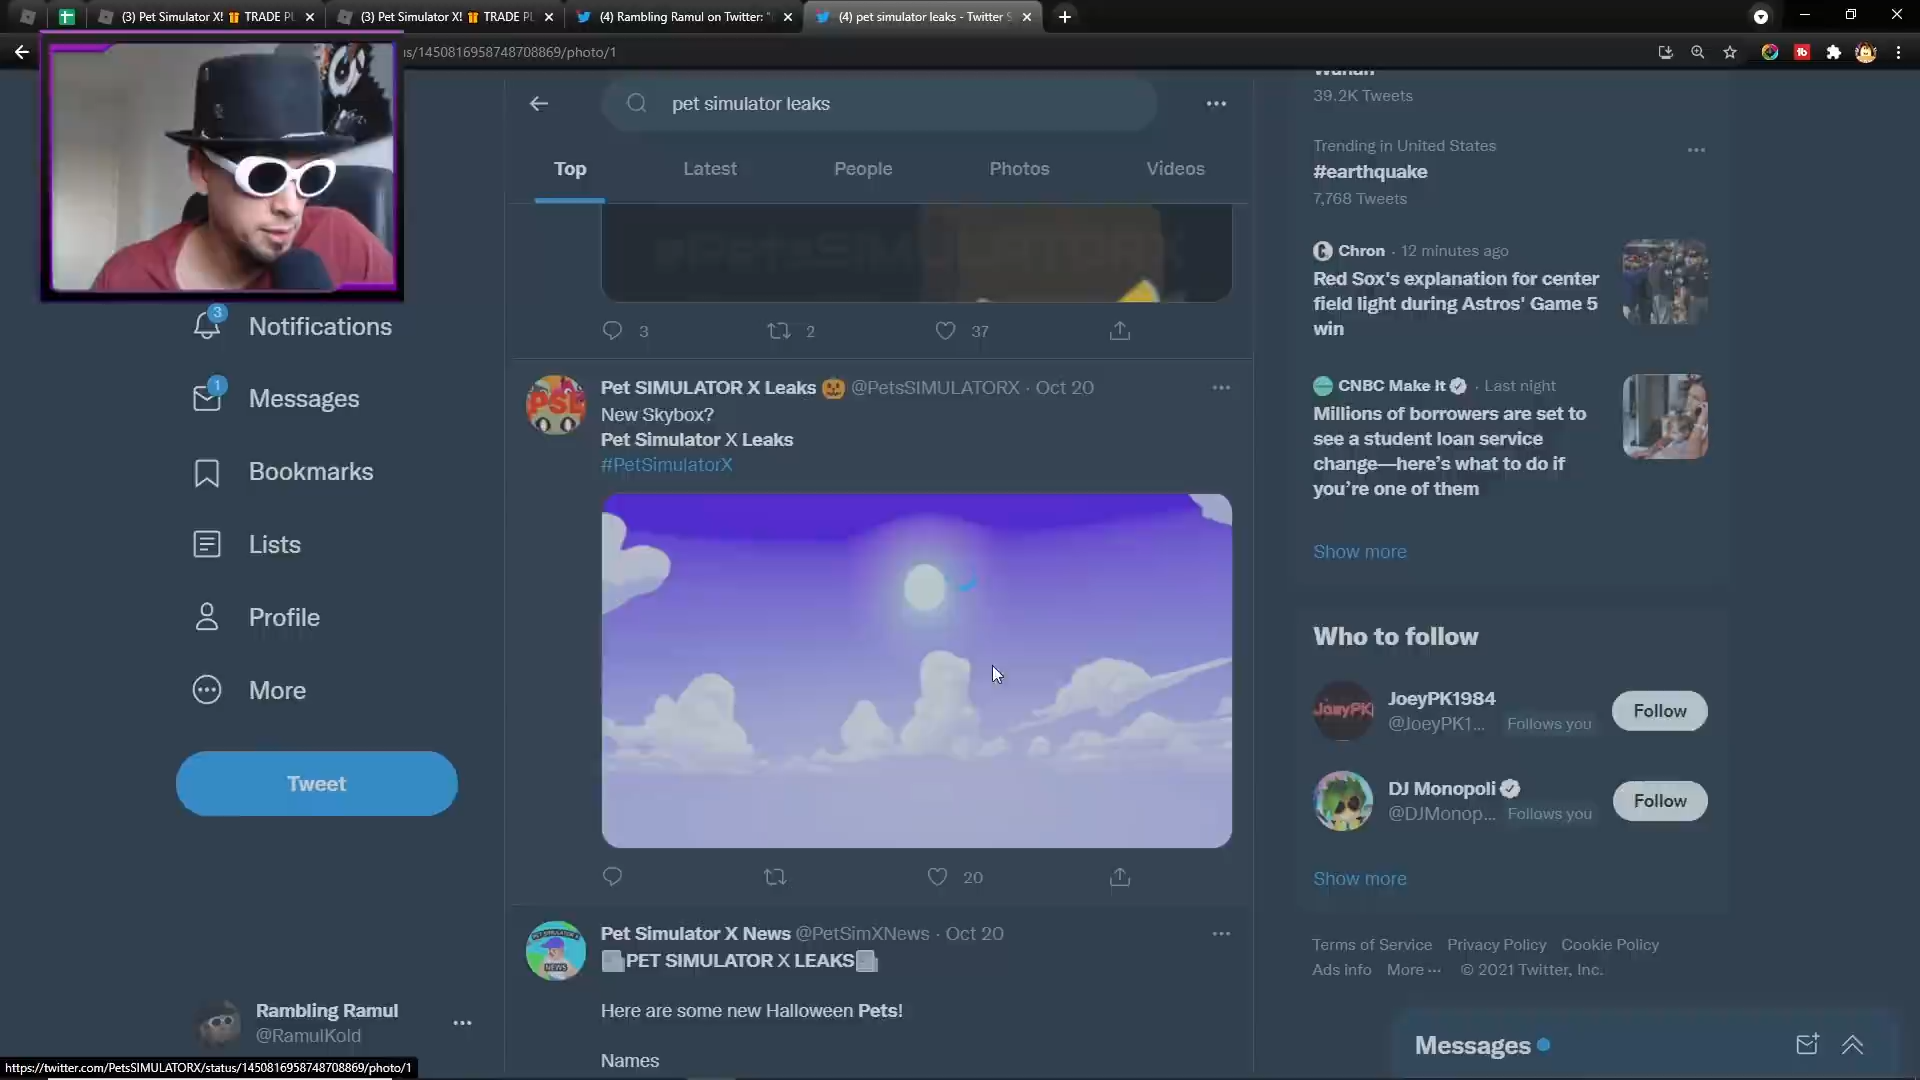 (3) Pet Simulator X! 🎁 TRADE PL
(3) Pet Simulator X! 🎁 TRADE PL
(4) Rambling Ramul on Twitter: "
(4) pet simulator leaks - Twitter S
s/1450816958748708869/photo/1
pet simulator leaks
Top
Latest
People
Photos
Videos
3
2
37
3
Notifications
1
Messages
Bookmarks
Lists
Profile
More
Tweet
Rambling Ramul
@RamulKold
Pet SIMULATOR X Leaks 🎃 @PetsSIMULATORX · Oct 20
New Skybox?
Pet Simulator X Leaks
#PetSimulatorX
20
Pet Simulator X News @PetSimXNews · Oct 20
📰PET SIMULATOR X LEAKS📰
Here are some new Halloween Pets!
Names
39.2K Tweets
Trending in United States
#earthquake
7,768 Tweets
Chron · 12 minutes ago
Red Sox's explanation for center
field light during Astros' Game 5
win
CNBC Make It · Last night
Millions of borrowers are set to
see a student loan service
change—here's what to do if
you're one of them
Show more
Who to follow
JoeyPK1984
@JoeyPK1... Follows you
Follow
DJ Monopoli
@DJMonop... Follows you
Follow
Show more
Terms of Service Privacy Policy Cookie Policy
Ads info More ··· © 2021 Twitter, Inc.
Messages
https://twitter.com/PetsSIMULATORX/status/1450816958748708869/photo/1